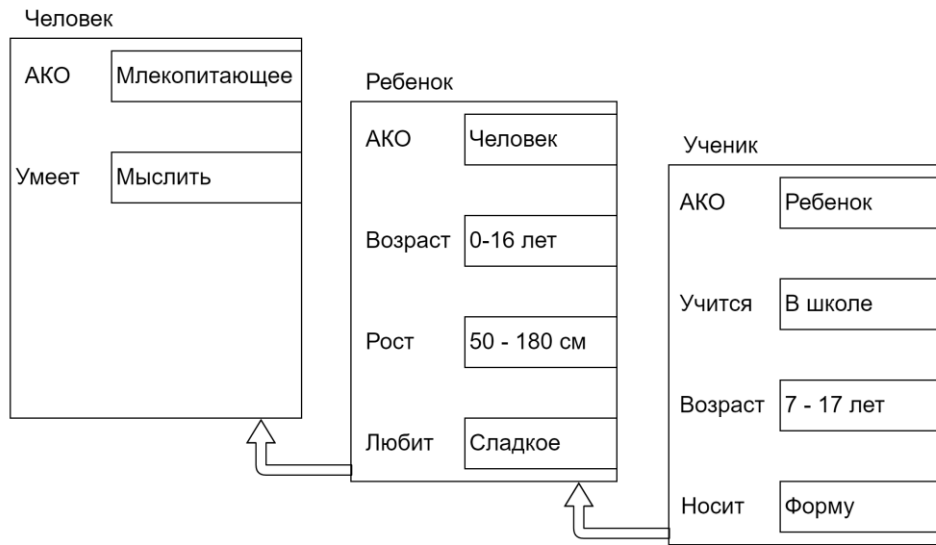 Человек
АКО Млекопитающее
Умеет Мыслить
Ребенок
АКО Человек
Возраст 0-16 лет
Рост 50 - 180 см
Любит Сладкое
Ученик
АКО Ребенок
Учится В школе
Возраст 7 - 17 лет
Носит Форму